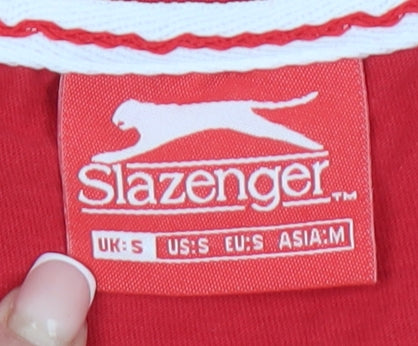 Slazenger™
UK:S US:S EU:S ASIA:M